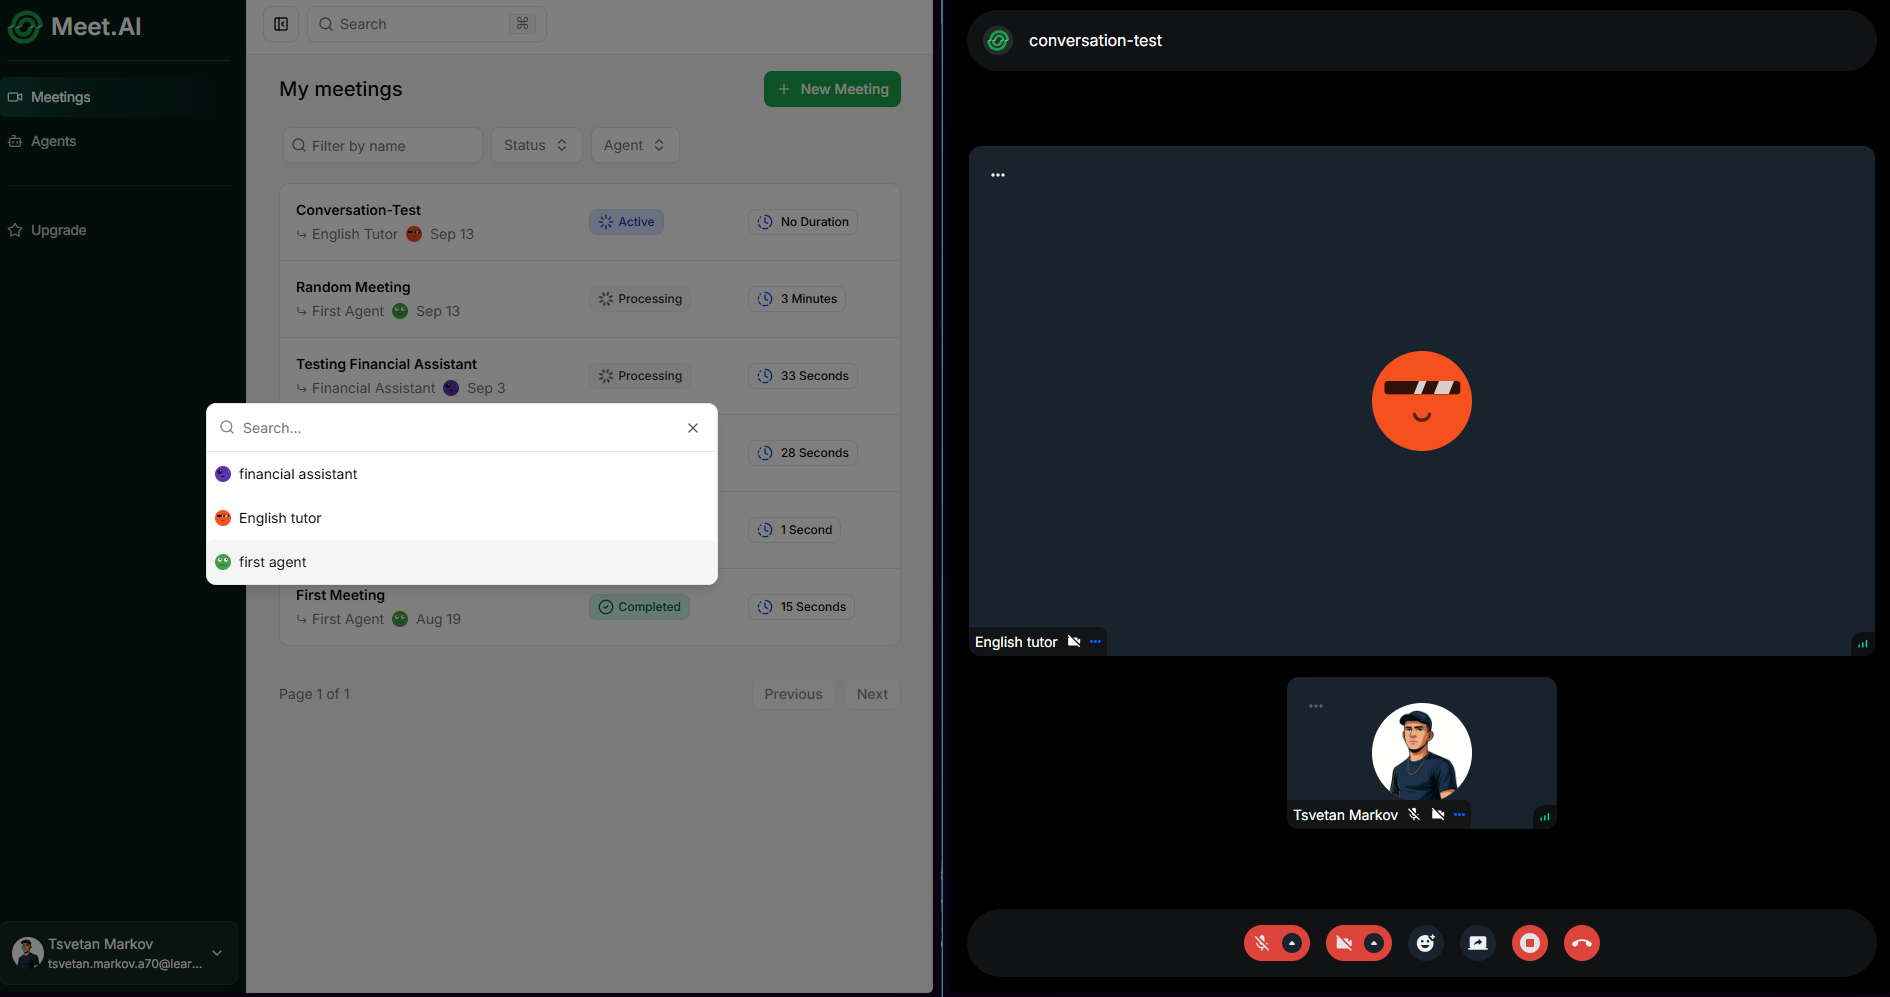 Meet.AI
Meetings
Agents
Upgrade
Tsvetan Markov
tsvetan.markov.a70@lear...
Search ⌘
My meetings
+ New Meeting
Filter by name
Status
Agent
Conversation-Test
English Tutor Sep 13
Active
No Duration
Random Meeting
First Agent Sep 13
Processing
3 Minutes
Testing Financial Assistant
Financial Assistant Sep 3
Processing
33 Seconds
28 Seconds
1 Second
Search...
financial assistant
English tutor
first agent
First Meeting
First Agent Aug 19
Completed
15 Seconds
Page 1 of 1
Previous
Next
conversation-test
English tutor
Tsvetan Markov